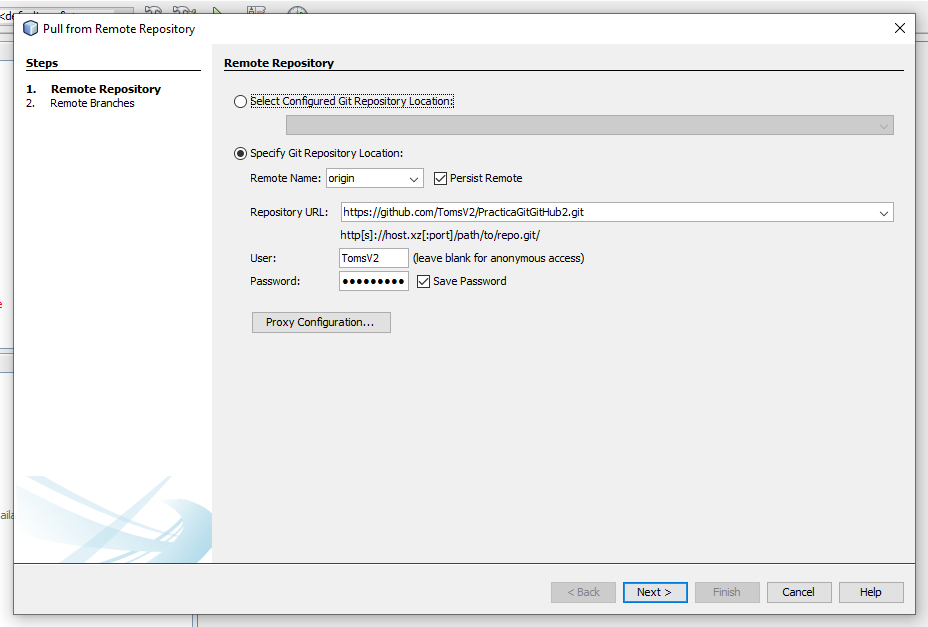 Pull from Remote Repository
Steps
1. Remote Repository
2. Remote Branches
Remote Repository
Select Configured Git Repository Location:
Specify Git Repository Location:
Remote Name: origin Persist Remote
Repository URL: https://github.com/TomsV2/PracticaGitGitHub2.git
http[s]://host.xz[:port]/path/to/repo.git/
User: TomsV2 (leave blank for anonymous access)
Password: ●●●●●●●●● Save Password
Proxy Configuration...
< Back Next > Finish Cancel Help